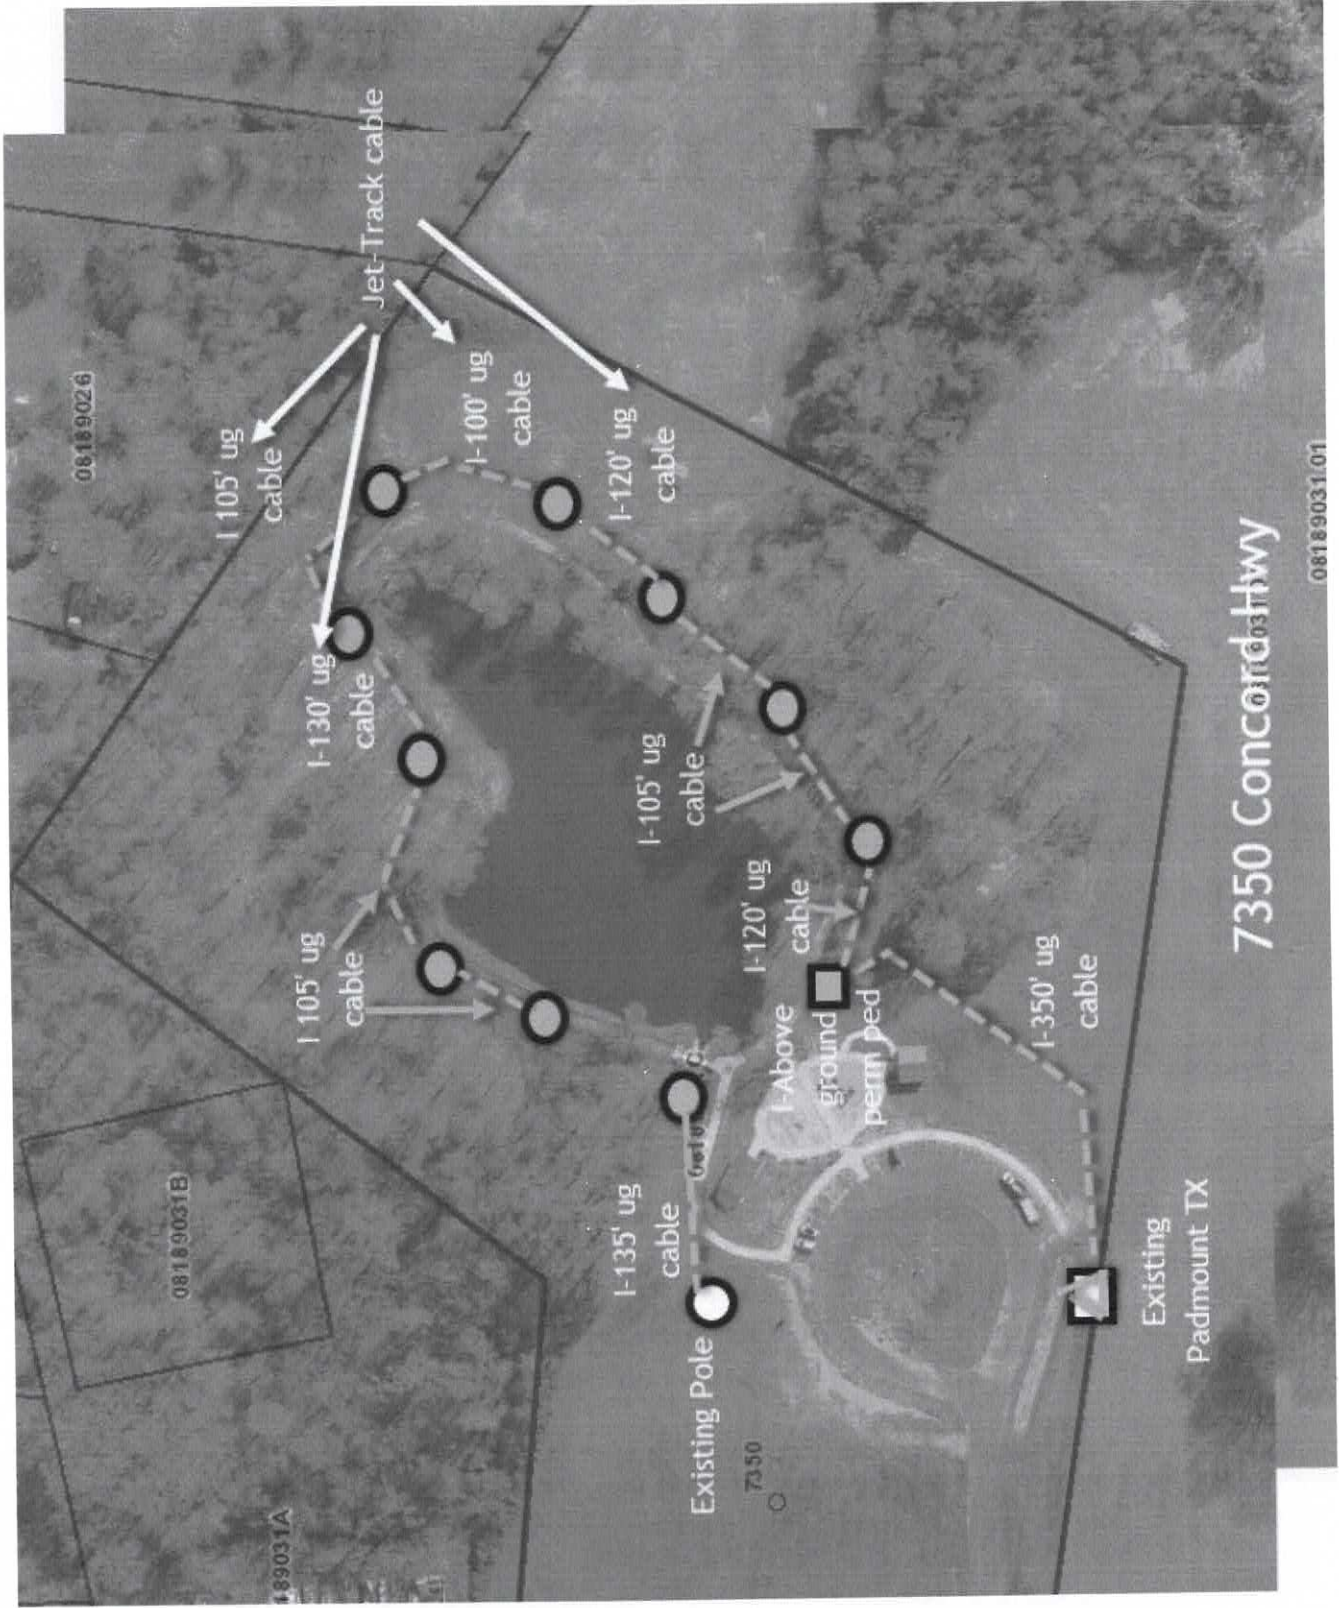 Jet-Track cable
08189026
I 105' ug
cable
I-100' ug
cable
I-120' ug
cable
I-130' ug
cable
I-105' ug
cable
I 105' ug
cable
I-120' ug
cable
I-Above
ground
perm ped
I-350' ug
cable
I-135' ug
cable
Existing Pole
7350
Existing
Padmount TX
7350 Concord Hwy
0818903101
08189031B
89031A